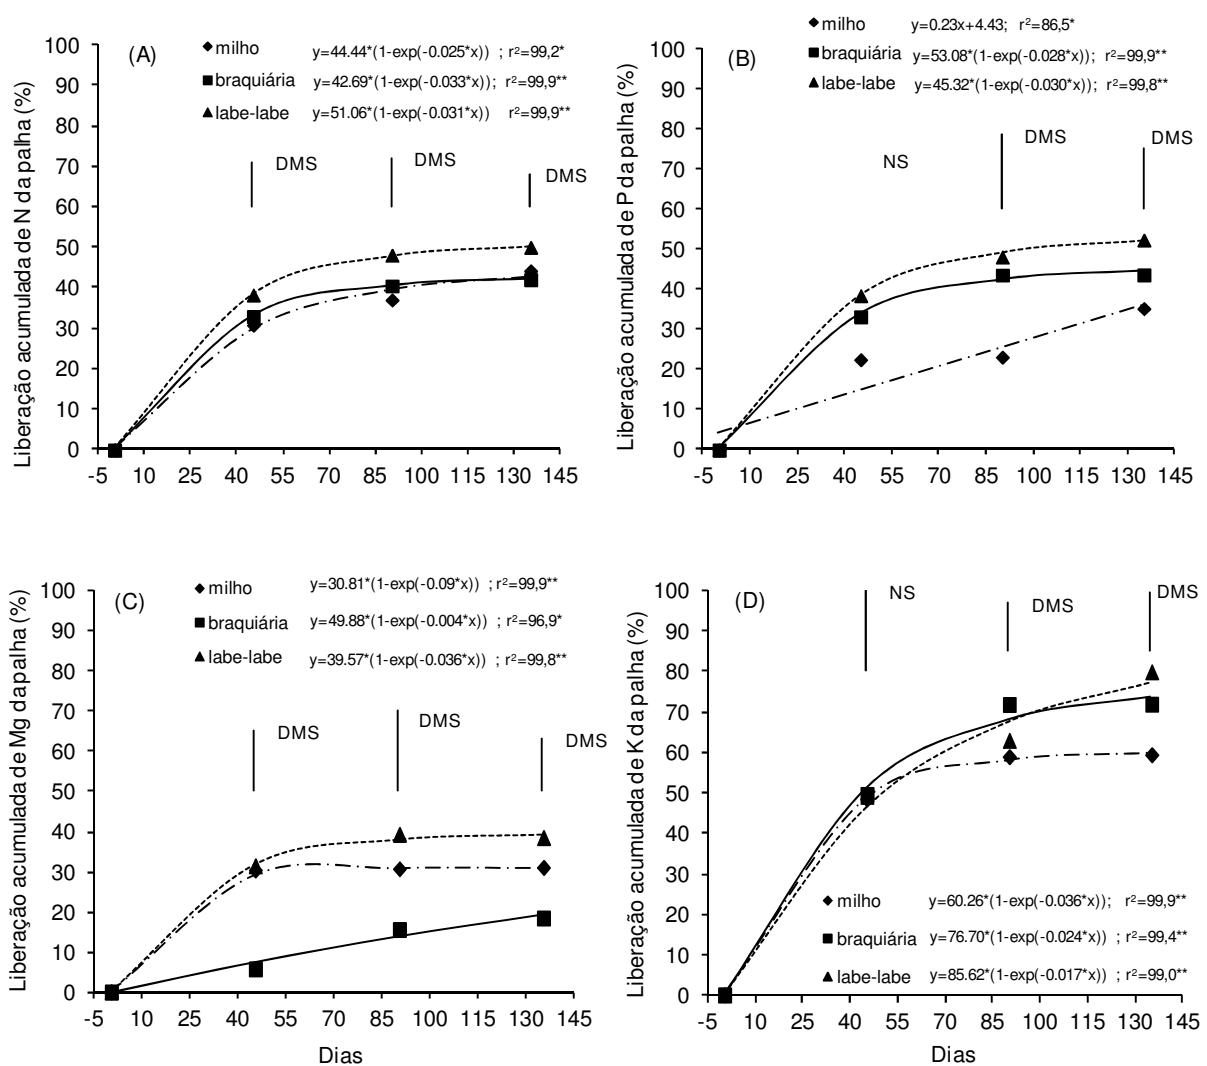 (A)
milho y=44.44*(1-exp(-0.025*x)) ; r²=99,2*
braquiária y=42.69*(1-exp(-0.033*x)); r²=99,9**
labe-labe y=51.06*(1-exp(-0.031*x)) r²=99,9**
Liberação acumulada de N da palha (%)
100
90
80
70
60
50
40
30
20
10
0
DMS DMS DMS
-5 10 25 40 55 70 85 100 115 130 145
(B)
milho y=0.23x+4.43; r²=86,5*
braquiária y=53.08*(1-exp(-0.028*x)); r²=99,9**
labe-labe y=45.32*(1-exp(-0.030*x)); r²=99,8**
Liberação acumulada de P da palha (%)
100
90
80
70
60
50
40
30
20
10
0
NS DMS DMS
-5 10 25 40 55 70 85 100 115 130 145
(C)
milho y=30.81*(1-exp(-0.09*x)) ; r²=99,9**
braquiária y=49.88*(1-exp(-0.004*x)) ; r²=96,9*
labe-labe y=39.57*(1-exp(-0.036*x)) ; r²=99,8**
Liberação acumulada de Mg da palha (%)
100
90
80
70
60
50
40
30
20
10
0
DMS DMS DMS
-5 10 25 40 55 70 85 100 115 130 145
Dias
(D)
NS DMS DMS
Liberação acumulada de K da palha (%)
100
90
80
70
60
50
40
30
20
10
0
milho y=60.26*(1-exp(-0.036*x)); r²=99,9**
braquiária y=76.70*(1-exp(-0.024*x)) ; r²=99,4**
labe-labe y=85.62*(1-exp(-0.017*x)) ; r²=99,0**
-5 10 25 40 55 70 85 100 115 130 145
Dias